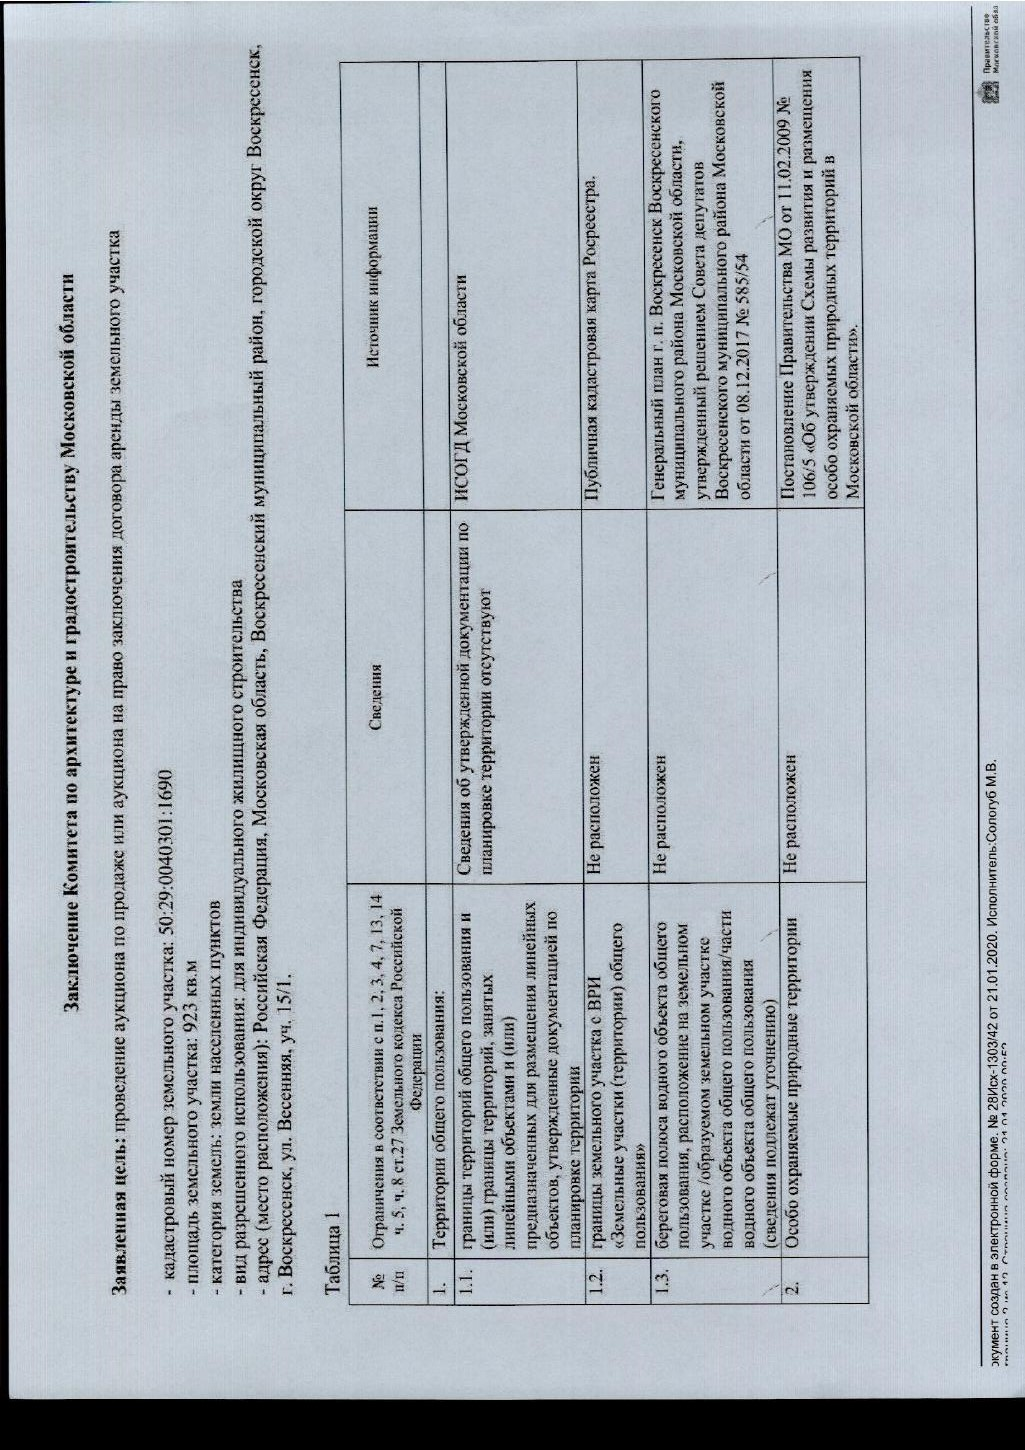 Заключение Комитета по архитектуре и градостроительству Московской области
Заявленная цель: проведение аукциона по продаже или аукциона на право заключения договора аренды земельного участка
- кадастровый номер земельного участка: 50:29:0040301:1690
- площадь земельного участка: 923 кв.м
- категория земель: земли населенных пунктов
- вид разрешенного использования: для индивидуального жилищного строительства
- адрес (место расположения): Российская Федерация, Московская область, Воскресенский муниципальный район, городской округ Воскресенск,
г. Воскресенск, ул. Весенняя, уч. 15/1.
Таблица 1
№
п/п
Ограничения в соответствии с п.1, 2, 3, 4, 7, 13, 14
ч. 5, ч. 8 ст.27 Земельного кодекса Российской
Федерации
Сведения
Источник информации
1.
Территории общего пользования:
1.1.
границы территорий общего пользования и
(или) границы территорий, занятых
линейными объектами и (или)
предназначенных для размещения линейных
объектов, утвержденные документацией по
планировке территории
Сведения об утвержденной документации по
планировке территории отсутствуют
ИСОГД Московской области
1.2.
границы земельного участка с ВРИ
«Земельные участки (территории) общего
пользования»
Не расположен
Публичная кадастровая карта Росреестра.
1.3.
береговая полоса водного объекта общего
пользования, расположение на земельном
участке /образуемом земельном участке
водного объекта общего пользования/части
водного объекта общего пользования
(сведения подлежат уточнению)
Не расположен
Генеральный план г. п. Воскресенск Воскресенского
муниципального района Московской области,
утвержденный решением Совета депутатов
Воскресенского муниципального района Московской
области от 08.12.2017 № 585/54
2.
Особо охраняемые природные территории
Не расположен
Постановление Правительства МО от 11.02.2009 №
106/5 «Об утверждении Схемы развития и размещения
особо охраняемых природных территорий в
Московской области».
окумент создан в электронной форме. № 28Исх-1303/42 от 21.01.2020. Исполнитель:Сологуб М.В.
Правительство
Московской обла